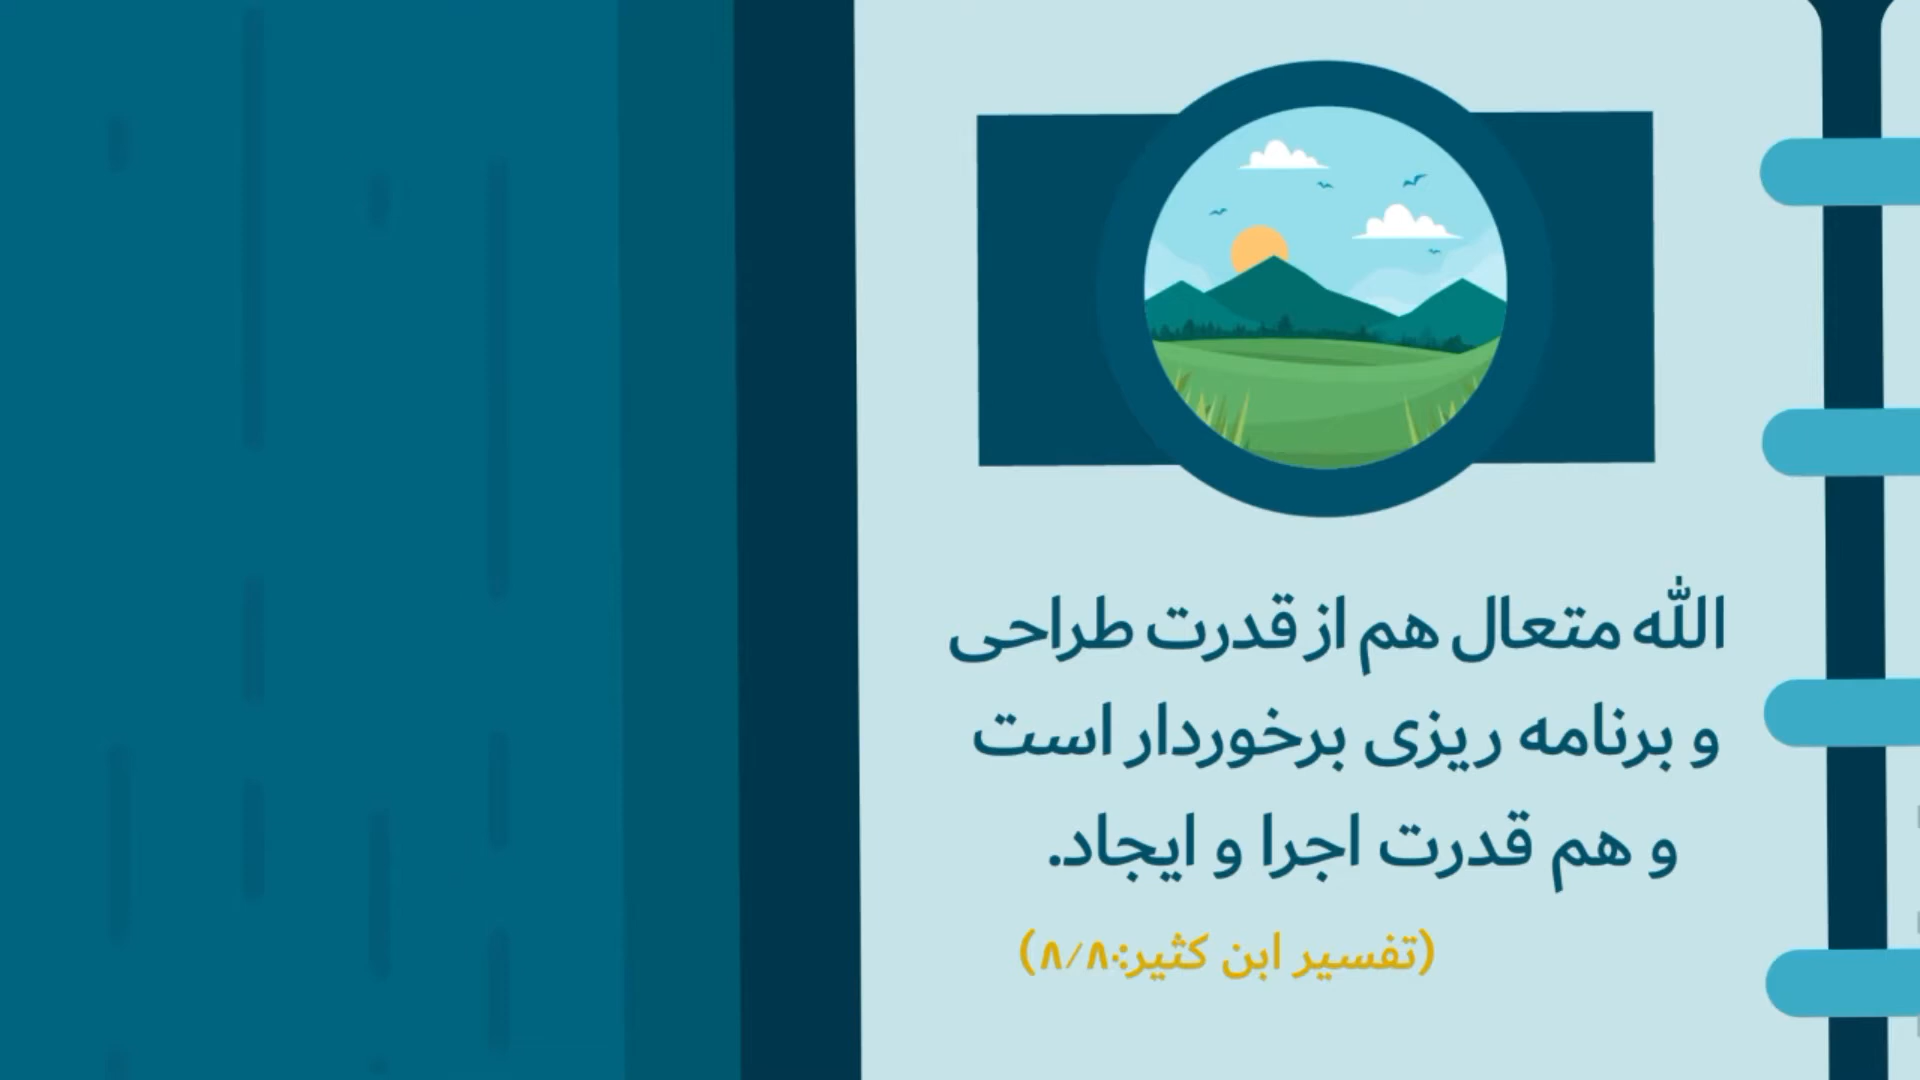 الله متعال هم از قدرت طراحی
و برنامه ریزی برخوردار است
و هم قدرت اجرا و ایجاد.
(تفسیر ابن کثیر:۸/۸۰)